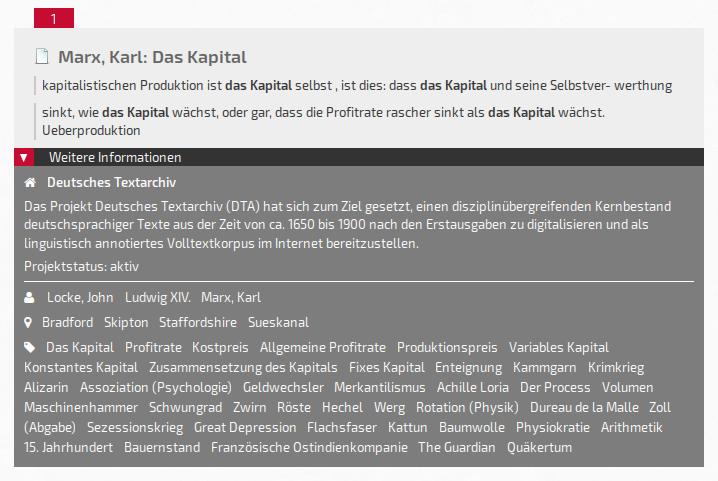 1
Marx, Karl: Das Kapital
kapitalistischen Produktion ist das Kapital selbst , ist dies: dass das Kapital und seine Selbstver- werthung
sinkt, wie das Kapital wächst, oder gar, dass die Profitrate rascher sinkt als das Kapital wächst.
Ueberproduktion
▼ Weitere Informationen
Deutsches Textarchiv
Das Projekt Deutsches Textarchiv (DTA) hat sich zum Ziel gesetzt, einen disziplinübergreifenden Kernbestand
deutschsprachiger Texte aus der Zeit von ca. 1650 bis 1900 nach den Erstausgaben zu digitalisieren und als
linguistisch annotiertes Volltextkorpus im Internet bereitzustellen.
Projektstatus: aktiv
Locke, John Ludwig XIV. Marx, Karl
Bradford Skipton Staffordshire Sueskanal
Das Kapital Profitrate Kostpreis Allgemeine Profitrate Produktionspreis Variables Kapital
Konstantes Kapital Zusammensetzung des Kapitals Fixes Kapital Enteignung Kammgarn Krimkrieg
Alizarin Assoziation (Psychologie) Geldwechsler Merkantilismus Achille Loria Der Process Volumen
Maschinenhammer Schwungrad Zwirn Röste Hechel Werg Rotation (Physik) Dureau de la Malle Zoll
(Abgabe) Sezessionskrieg Great Depression Flachsfaser Kattun Baumwolle Physiokratie Arithmetik
15. Jahrhundert Bauernstand Französische Ostindienkompanie The Guardian Quäkertum